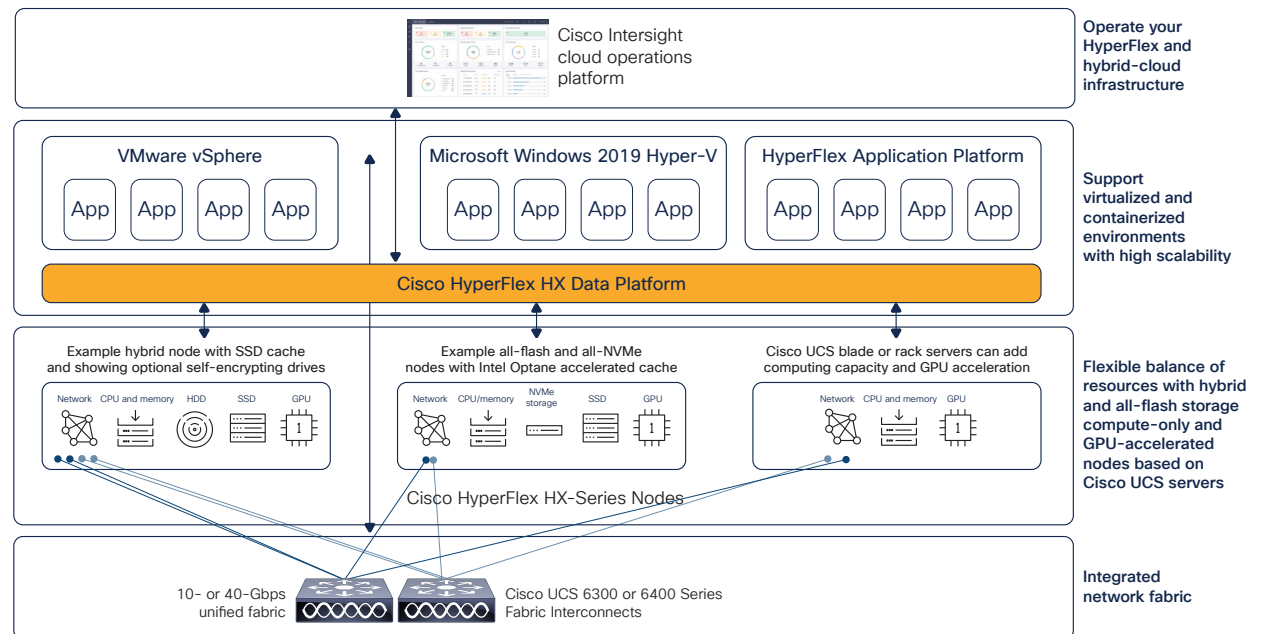 Cisco Intersight
cloud operations
platform
Operate your
HyperFlex and
hybrid-cloud
infrastructure
VMware vSphere
App App App App
Microsoft Windows 2019 Hyper-V
App App App App
HyperFlex Application Platform
App App App App
Cisco HyperFlex HX Data Platform
Support
virtualized and
containerized
environments
with high scalability
Example hybrid node with SSD cache
and showing optional self-encrypting drives
Network CPU and memory HDD SSD GPU
1
Example all-flash and all-NVMe
nodes with Intel Optane accelerated cache
Network CPU/memory NVMe
storage SSD GPU
1
Cisco UCS blade or rack servers can add
computing capacity and GPU acceleration
Network CPU and memory GPU
1
Cisco HyperFlex HX-Series Nodes
Flexible balance of
resources with hybrid
and all-flash storage
compute-only and
GPU-accelerated
nodes based on
Cisco UCS servers
10- or 40-Gbps
unified fabric
Cisco UCS 6300 or 6400 Series
Fabric Interconnects
Integrated
network fabric